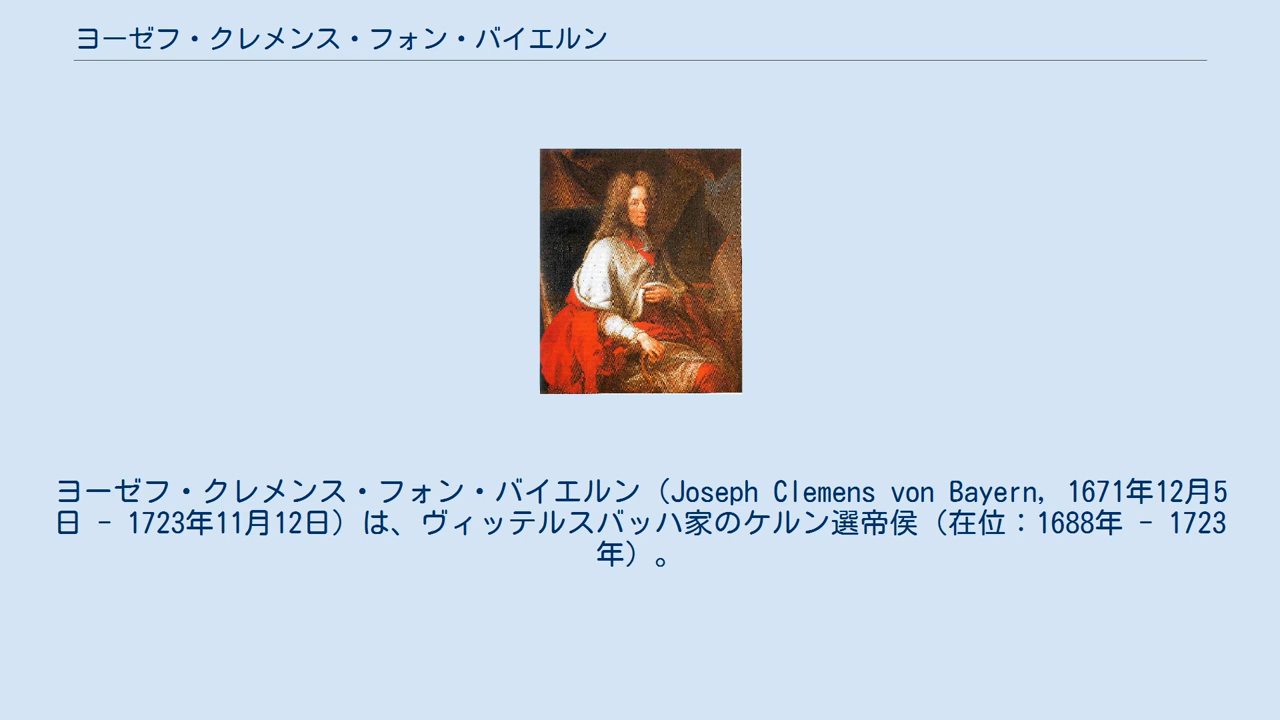 ヨーゼフ・クレメンス・フォン・バイエルン
ヨーゼフ・クレメンス・フォン・バイエルン（Joseph Clemens von Bayern, 1671年12月5
日 - 1723年11月12日）は、ヴィッテルスバッハ家のケルン選帝侯（在位：1688年 - 1723
年）。